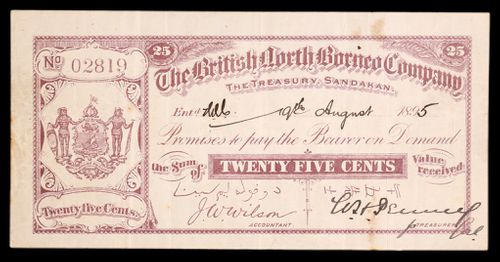 No 02819
25
25
The British North Borneo Company
THE TREASURY, SANDAKAN.
Entd 19th August 1895
Promises to pay the Bearer on Demand
the Sum of TWENTY FIVE CENTS Value received:
Twenty five Cents.
J.W. Wilson
ACCOUNTANT
TREASURER